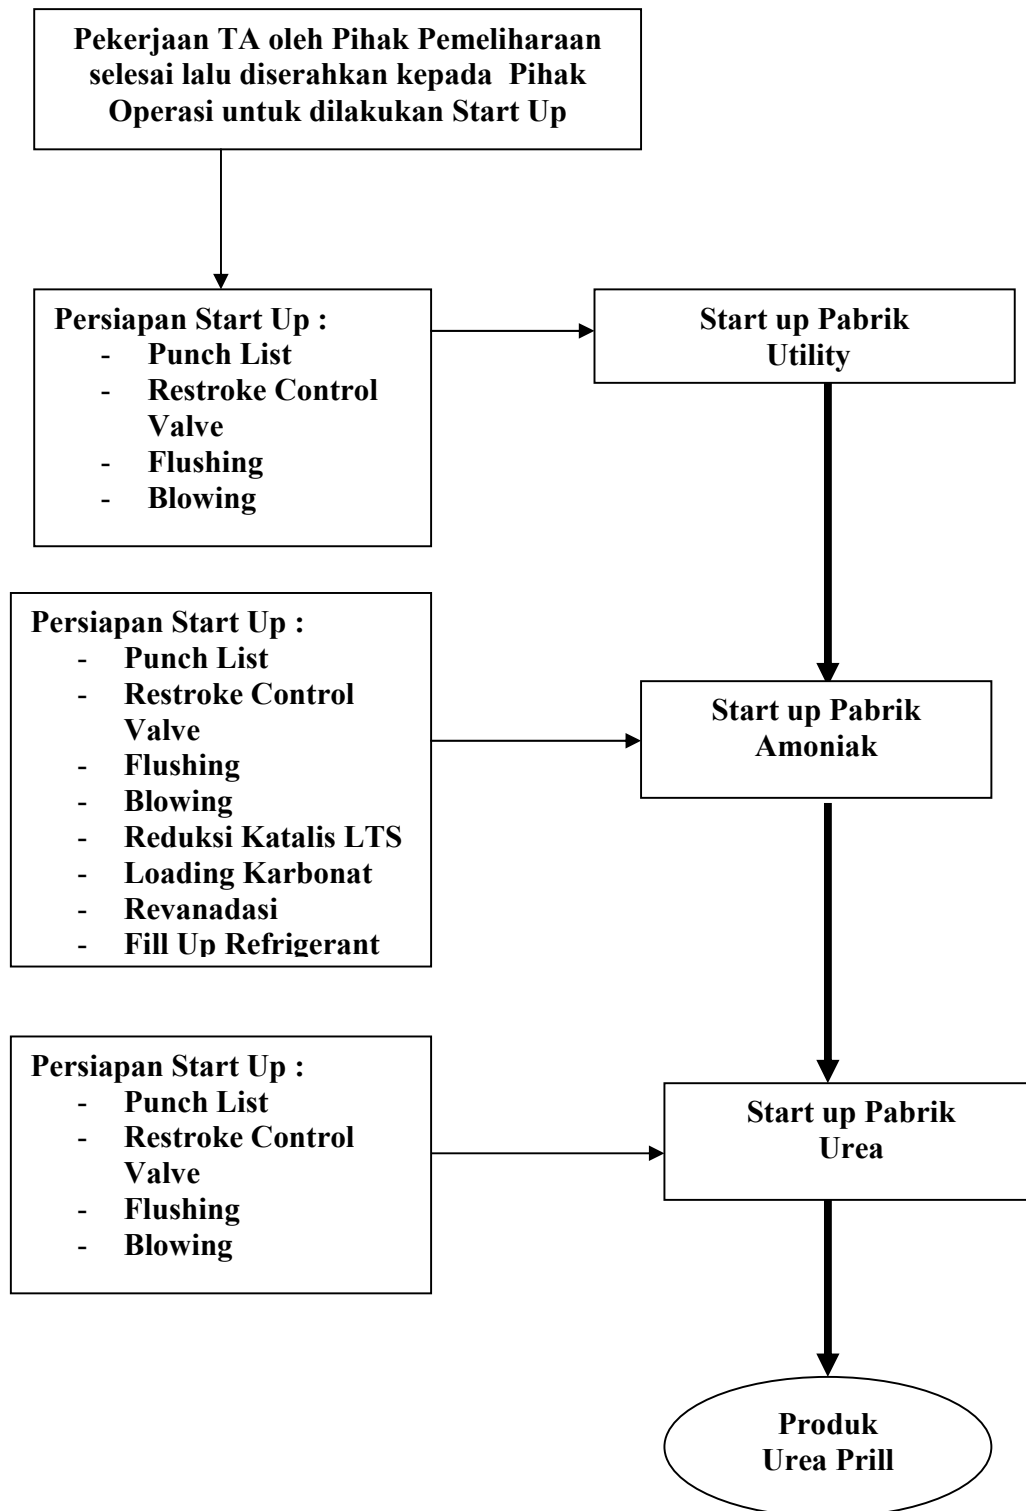 Pekerjaan TA oleh Pihak Pemeliharaan
selesai lalu diserahkan kepada  Pihak
Operasi untuk dilakukan Start Up
Persiapan Start Up :
- Punch List
- Restroke Control
Valve
- Flushing
- Blowing
Start up Pabrik
Utility
Persiapan Start Up :
- Punch List
- Restroke Control
Valve
- Flushing
- Blowing
- Reduksi Katalis LTS
- Loading Karbonat
- Revanadasi
- Fill Up Refrigerant
Start up Pabrik
Amoniak
Persiapan Start Up :
- Punch List
- Restroke Control
Valve
- Flushing
- Blowing
Start up Pabrik
Urea
Produk
Urea Prill